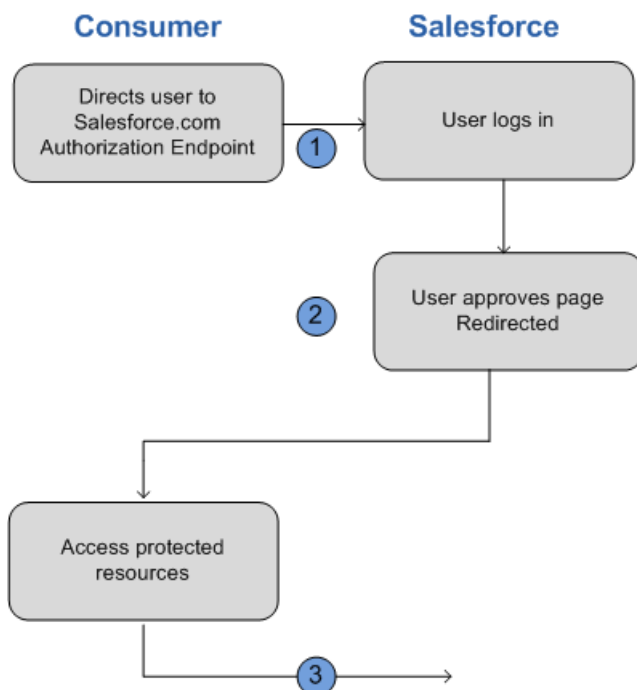 Consumer
Salesforce
Directs user to
Salesforce.com
Authorization Endpoint
1
User logs in
2
User approves page
Redirected
Access protected
resources
3